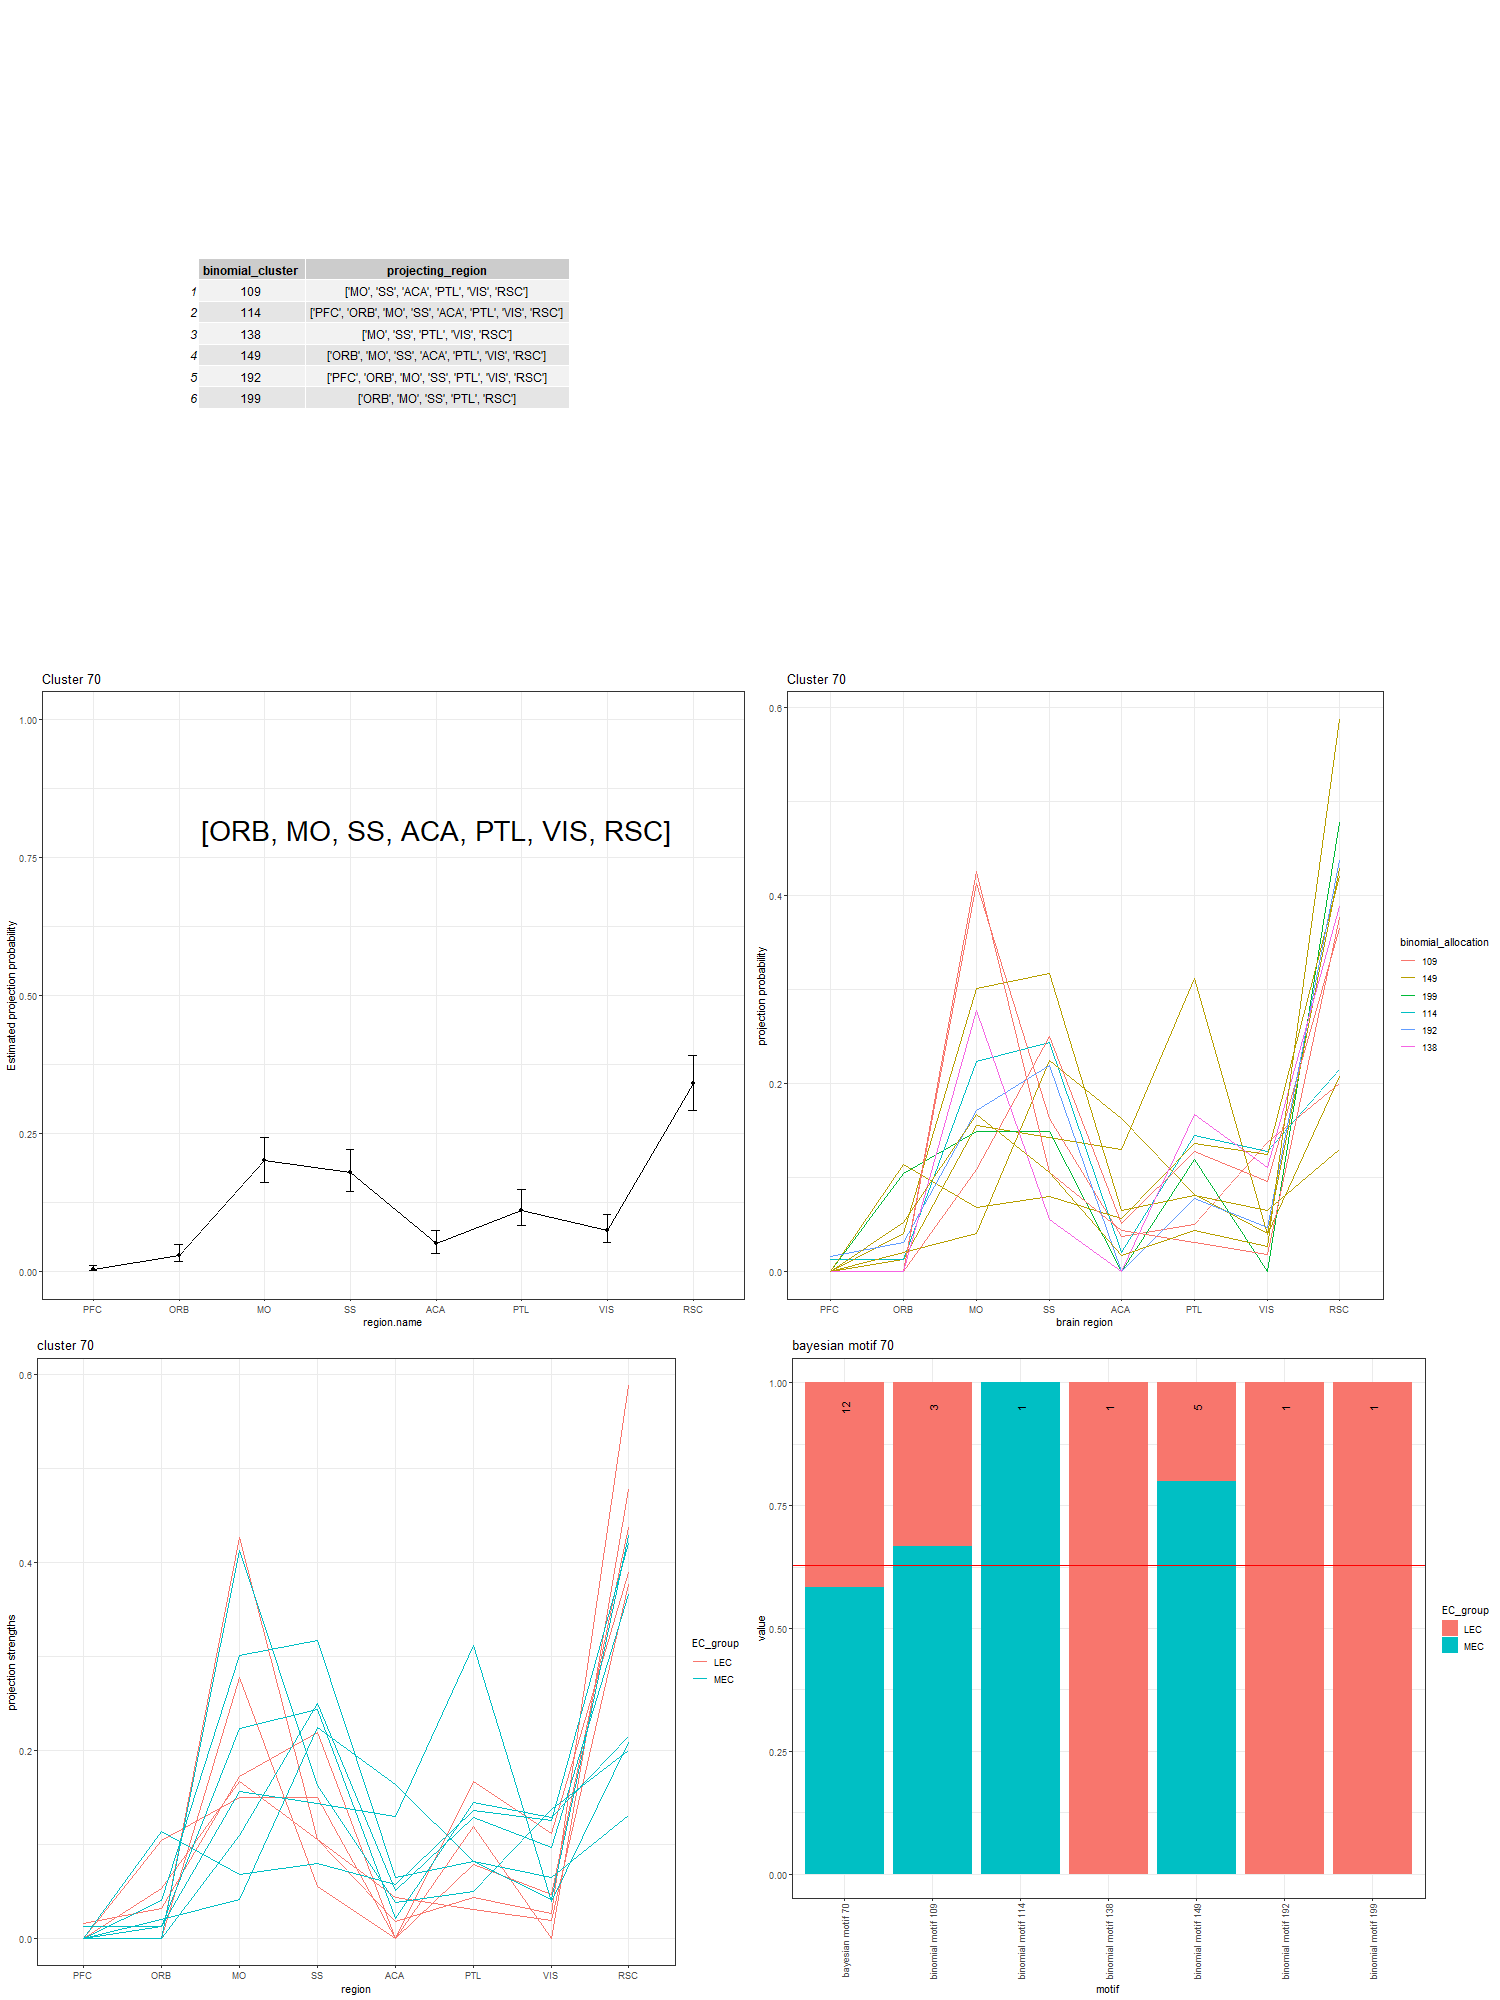 binomial_cluster projecting_region
1 109 ['MO', 'SS', 'ACA', 'PTL', 'VIS', 'RSC']
2 114 ['PFC', 'ORB', 'MO', 'SS', 'ACA', 'PTL', 'VIS', 'RSC']
3 138 ['MO', 'SS', 'PTL', 'VIS', 'RSC']
4 149 ['ORB', 'MO', 'SS', 'ACA', 'PTL', 'VIS', 'RSC']
5 192 ['PFC', 'ORB', 'MO', 'SS', 'PTL', 'VIS', 'RSC']
6 199 ['ORB', 'MO', 'SS', 'PTL', 'RSC']
Cluster 70
1.00
0.75
0.50
0.25
0.00
Estimated projection probability
[ORB, MO, SS, ACA, PTL, VIS, RSC]
PFC ORB MO SS ACA PTL VIS RSC
region.name
Cluster 70
0.6
0.4
0.2
0.0
projection probability
PFC ORB MO SS ACA PTL VIS RSC
brain region
binomial_allocation
109
149
199
114
192
138
cluster 70
0.6
0.4
0.2
0.0
projection strengths
PFC ORB MO SS ACA PTL VIS RSC
region
EC_group
LEC
MEC
bayesian motif 70
1.00
0.75
0.50
0.25
0.00
value
12 3 1 1 5 1 1
bayesian motif 70
binomial motif 109
binomial motif 114
binomial motif 138
binomial motif 149
binomial motif 192
binomial motif 199
motif
EC_group
LEC
MEC